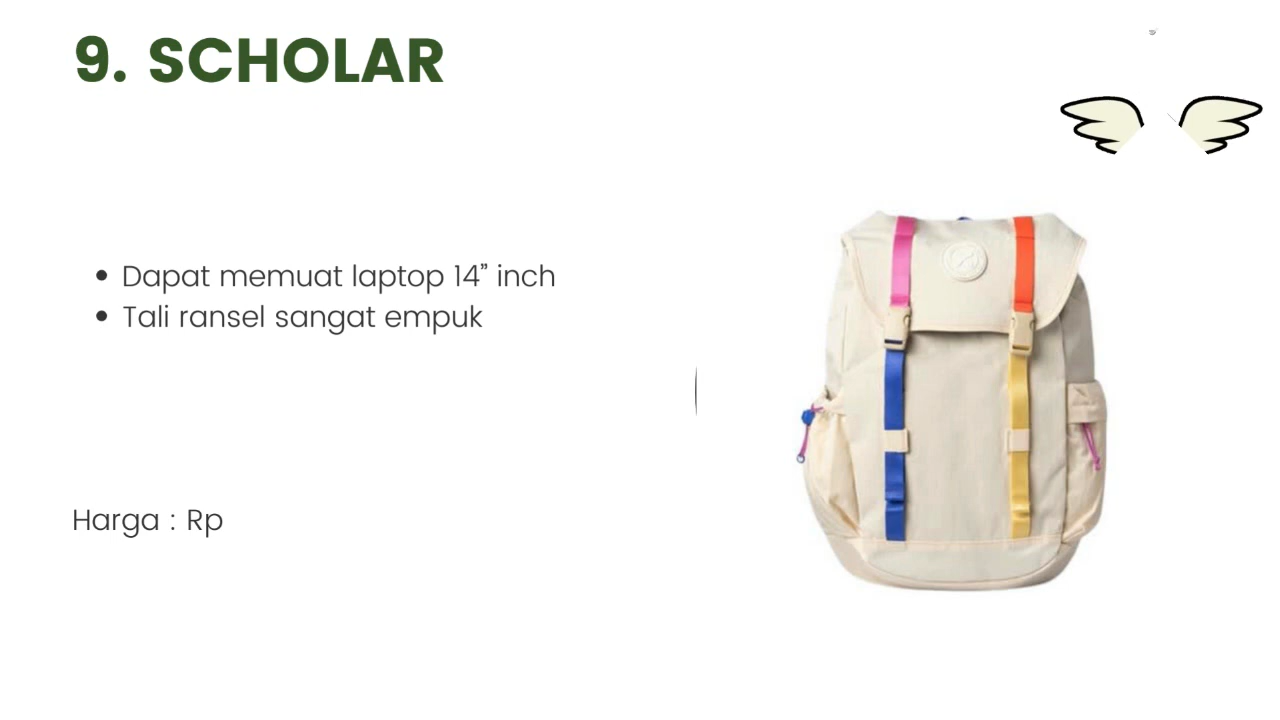 9. SCHOLAR
Dapat memuat laptop 14” inch
Tali ransel sangat empuk
Harga : Rp